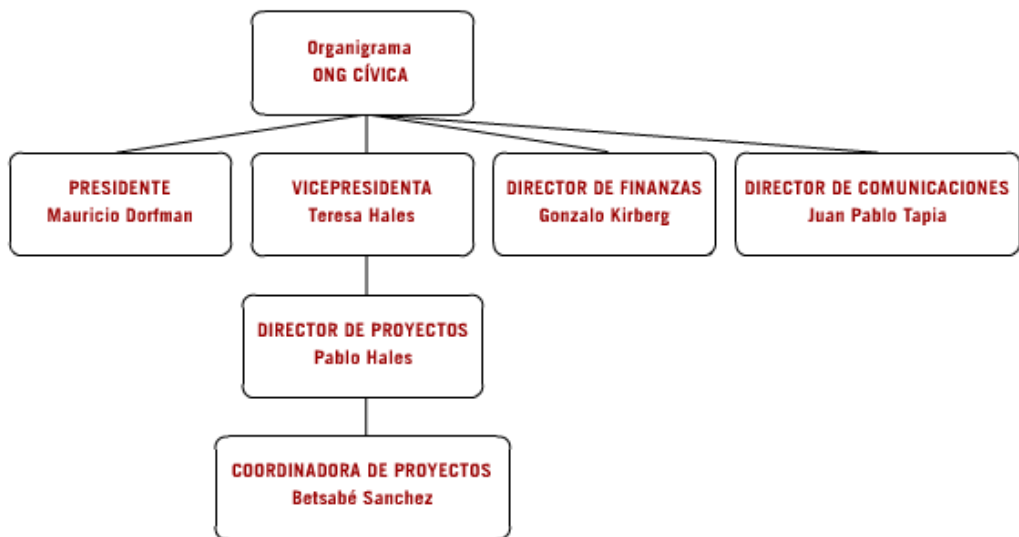 Organigrama
ONG CÍVICA
PRESIDENTE
Mauricio Dorfman
VICEPRESIDENTA
Teresa Hales
DIRECTOR DE FINANZAS
Gonzalo Kirberg
DIRECTOR DE COMUNICACIONES
Juan Pablo Tapia
DIRECTOR DE PROYECTOS
Pablo Hales
COORDINADORA DE PROYECTOS
Betsabé Sanchez